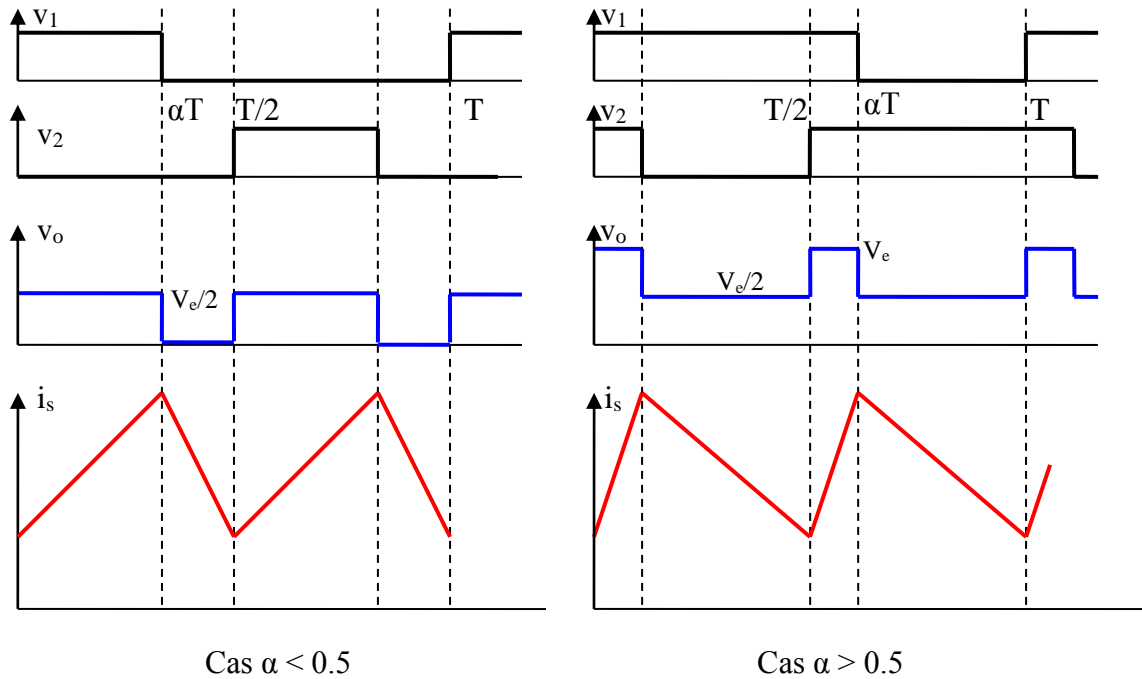 v₁
αT T/2 T
v₂
vₒ
Vₑ/2
iₛ
Cas α < 0.5
v₁
T/2 αT T
v₂
vₒ
Vₑ
Vₑ/2
iₛ
Cas α > 0.5